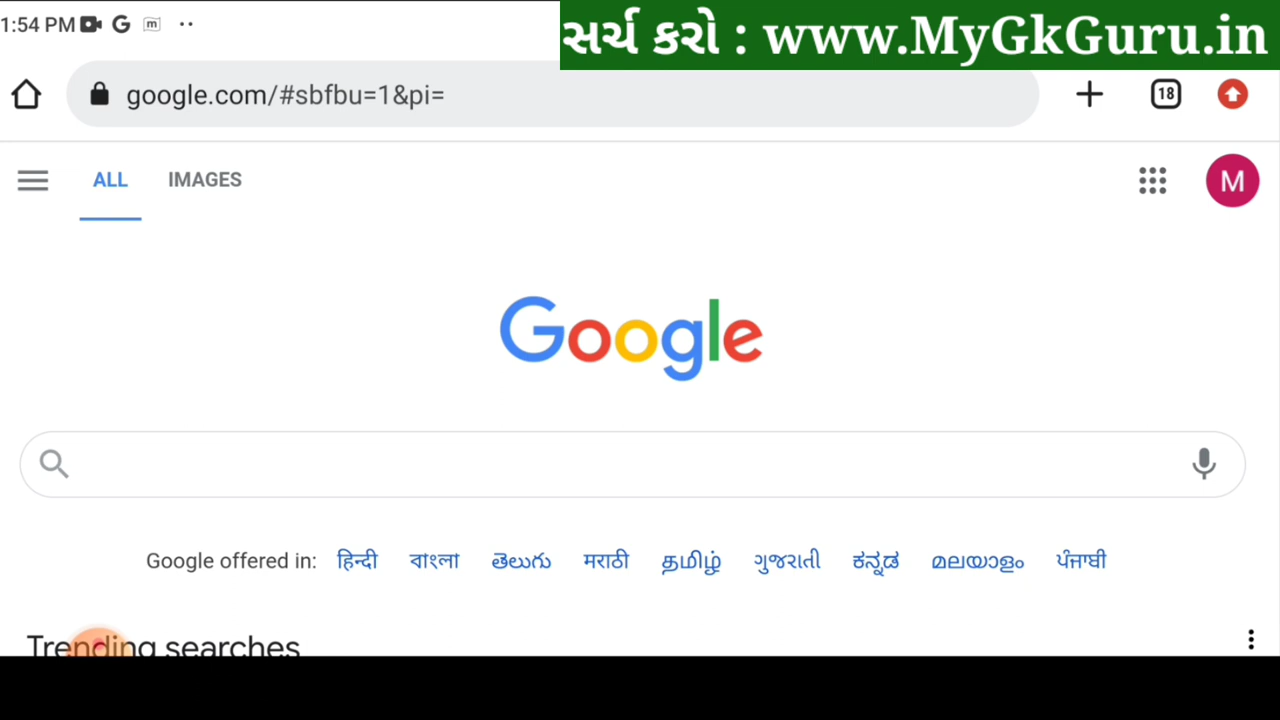 1:54 PM
સર્ચ કરો : www.MyGkGuru.in
google.com/#sbfbu=1&pi=
18
ALL IMAGES
M
Google
Google offered in: हिन्दी বাংলা తెలుగు मराठी தமிழ் ગુજરાતી ಕನ್ನಡ മലയാളം ਪੰਜਾਬੀ
Trending searches